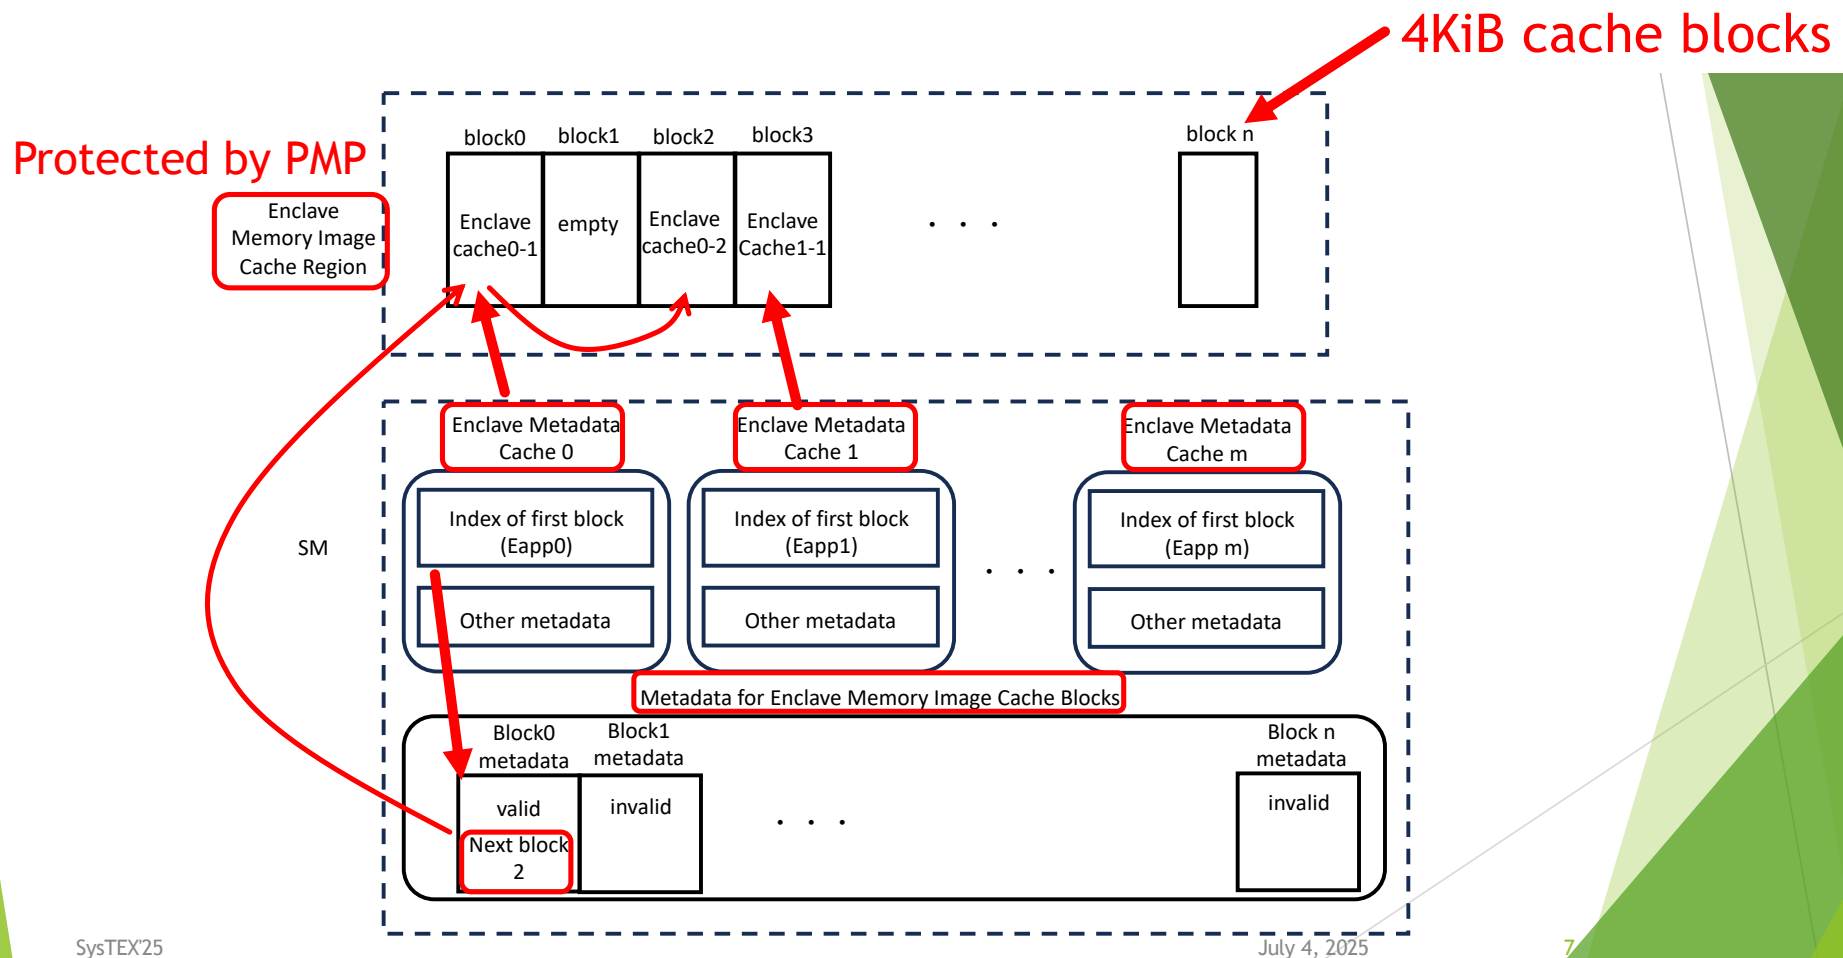 4KiB cache blocks
Protected by PMP
Enclave
Memory Image
Cache Region
block0
block1
block2
block3
block n
Enclave
cache0-1
empty
Enclave
cache0-2
Enclave
Cache1-1
. . .
Enclave Metadata
Cache 0
Enclave Metadata
Cache 1
Enclave Metadata
Cache m
SM
Index of first block
(Eapp0)
Other metadata
Index of first block
(Eapp1)
Other metadata
. . .
Index of first block
(Eapp m)
Other metadata
Metadata for Enclave Memory Image Cache Blocks
Block0
metadata
Block1
metadata
Block n
metadata
valid
Next block
2
invalid
. . .
invalid
SysTEX'25
July 4, 2025
7